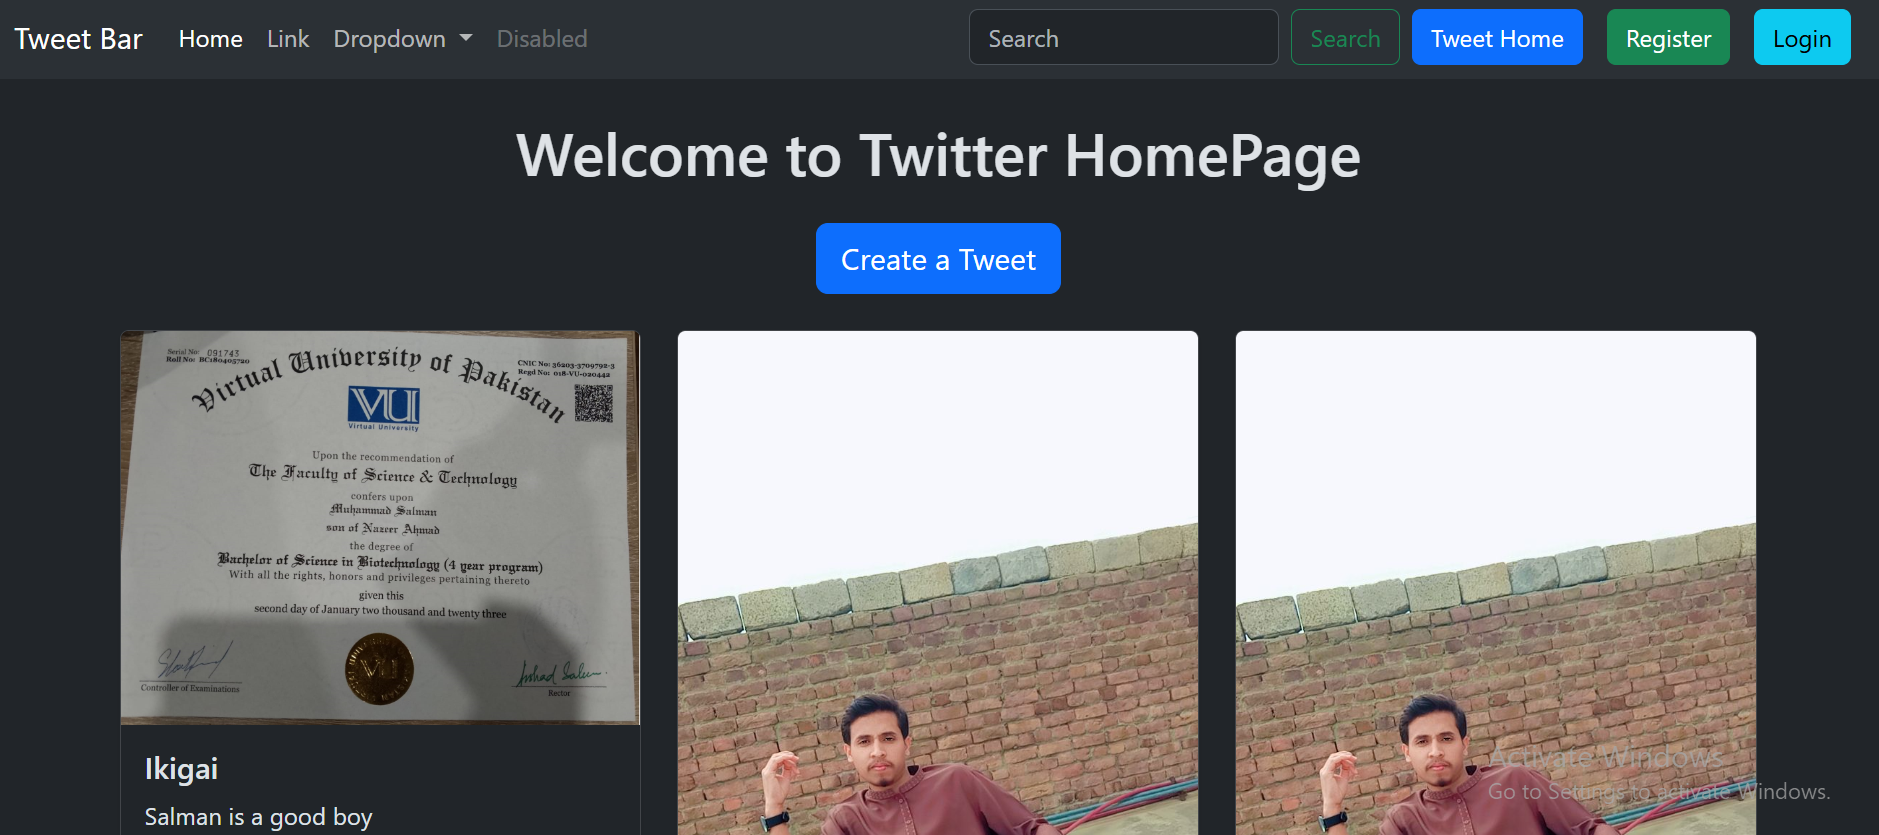 Tweet Bar Home Link Dropdown Disabled Search Search Tweet Home Register Login
Welcome to Twitter HomePage
Create a Tweet
Serial No: 091743
Roll No: BC180405720
CNIC No: 36203-3709792-3
Regd No: 018-VU-020442
Virtual University of Pakistan
VU
Virtual University
Upon the recommendation of
The Faculty of Science & Technology
confers upon
Muhammad Salman
son of Nazeer Ahmad
the degree of
Bachelor of Science in Biotechnology (4 year program)
With all the rights, honors and privileges pertaining thereto
given this
second day of January two thousand and twenty three
VU
Controller of Examinations
Rector
Ikigai
Salman is a good boy
Activate Windows
Go to Settings to activate Windows.